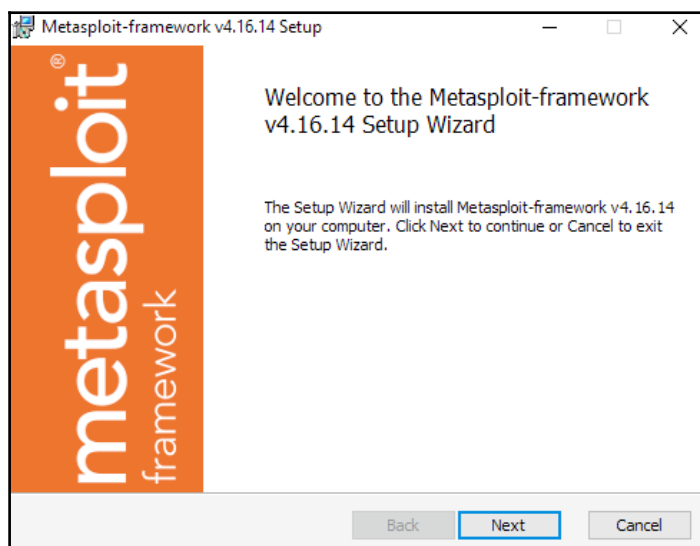 Metasploit-framework v4.16.14 Setup
metasploit®
framework
Welcome to the Metasploit-framework
v4.16.14 Setup Wizard
The Setup Wizard will install Metasploit-framework v4.16.14
on your computer. Click Next to continue or Cancel to exit
the Setup Wizard.
Back Next Cancel